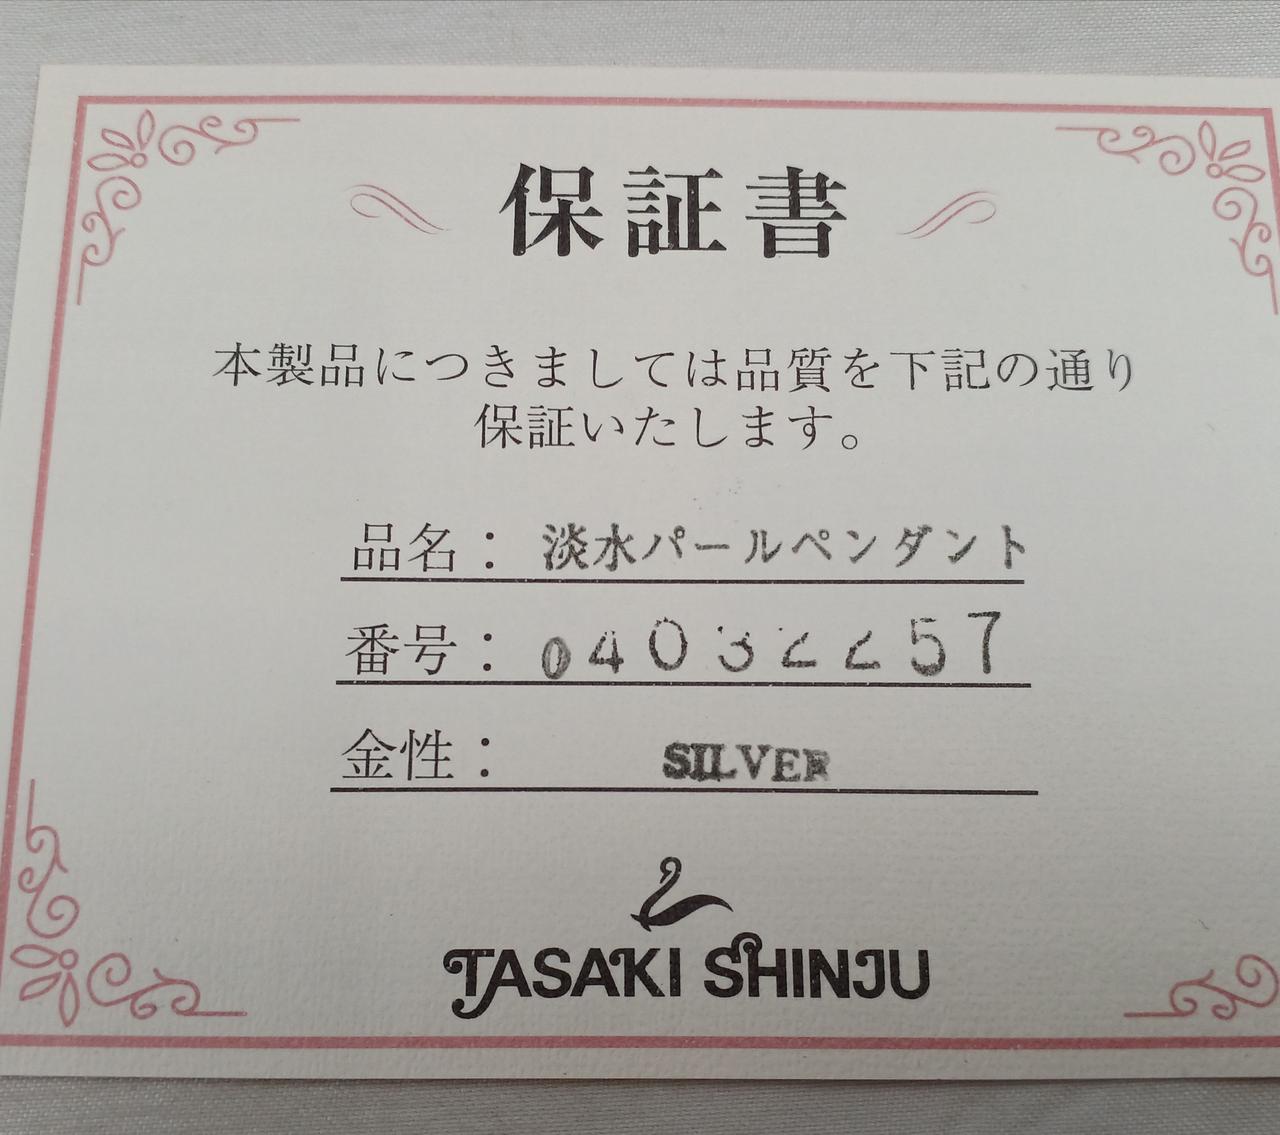 保証書
本製品につきましては品質を下記の通り
保証いたします。
品名：淡水パールペンダント
番号：04032257
金性：SILVER
TASAKI SHINJU